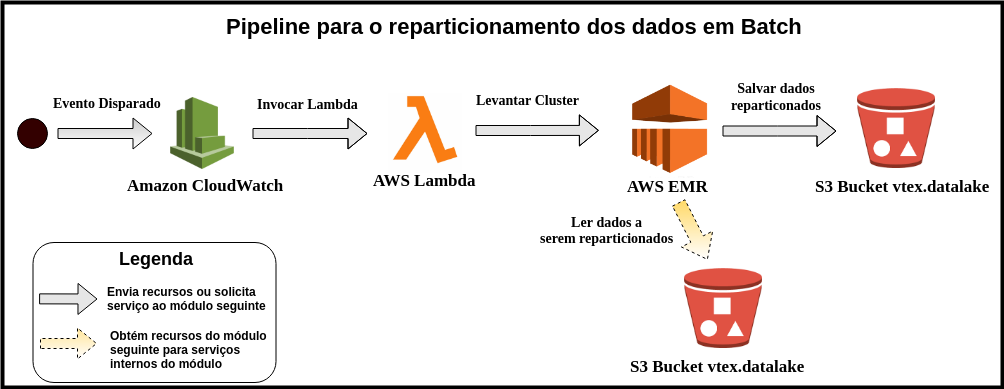 Pipeline para o reparticionamento dos dados em Batch
Evento Disparado
Invocar Lambda
Levantar Cluster
Salvar dados
reparticonados
Amazon CloudWatch
AWS Lambda
AWS EMR
S3 Bucket vtex.datalake
Ler dados a
serem reparticionados
S3 Bucket vtex.datalake
Legenda
Envia recursos ou solicita
serviço ao módulo seguinte
Obtém recursos do módulo
seguinte para serviços
internos do módulo